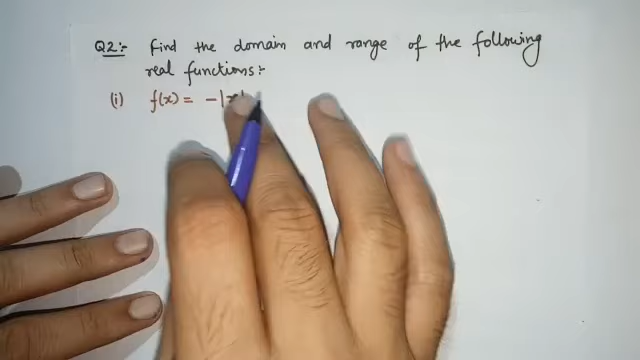 Q2:- Find the domain and range of the following
real functions:-
(i) f(x) = -|x|